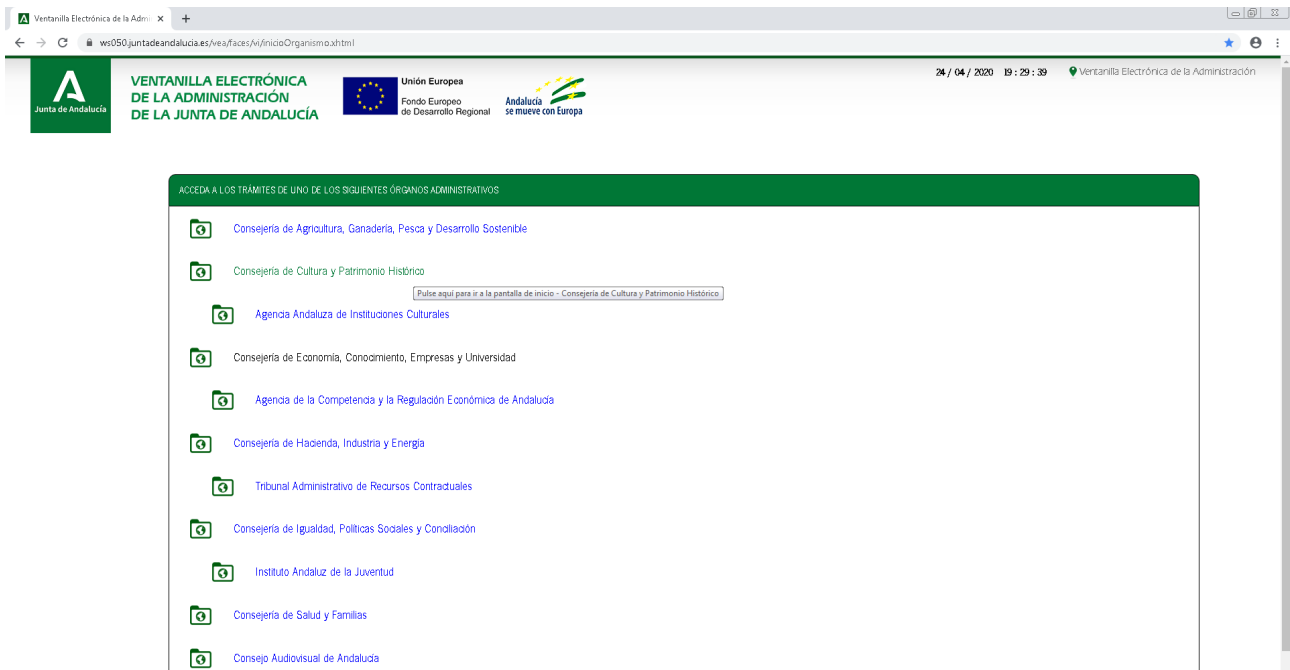 Ventanilla Electrónica de la Admi
ws050.juntadeandalucia.es/vea/faces/vi/inicioOrganismo.xhtml
Junta de Andalucía
VENTANILLA ELECTRÓNICA
DE LA ADMINISTRACIÓN
DE LA JUNTA DE ANDALUCÍA
Unión Europea
Fondo Europeo
de Desarrollo Regional
Andalucía
se mueve con Europa
24 / 04 / 2020 19 : 29 : 39
Ventanilla Electrónica de la Administración
ACCEDA A LOS TRÁMITES DE UNO DE LOS SIGUIENTES ÓRGANOS ADMINISTRATIVOS
Consejería de Agricultura, Ganadería, Pesca y Desarrollo Sostenible
Consejería de Cultura y Patrimonio Histórico
Pulse aquí para ir a la pantalla de inicio - Consejería de Cultura y Patrimonio Histórico
Agencia Andaluza de Instituciones Culturales
Consejería de Economía, Conocimiento, Empresas y Universidad
Agencia de la Competencia y la Regulación Económica de Andalucía
Consejería de Hacienda, Industria y Energía
Tribunal Administrativo de Recursos Contractuales
Consejería de Igualdad, Políticas Sociales y Conciliación
Instituto Andaluz de la Juventud
Consejería de Salud y Familias
Consejo Audiovisual de Andalucía